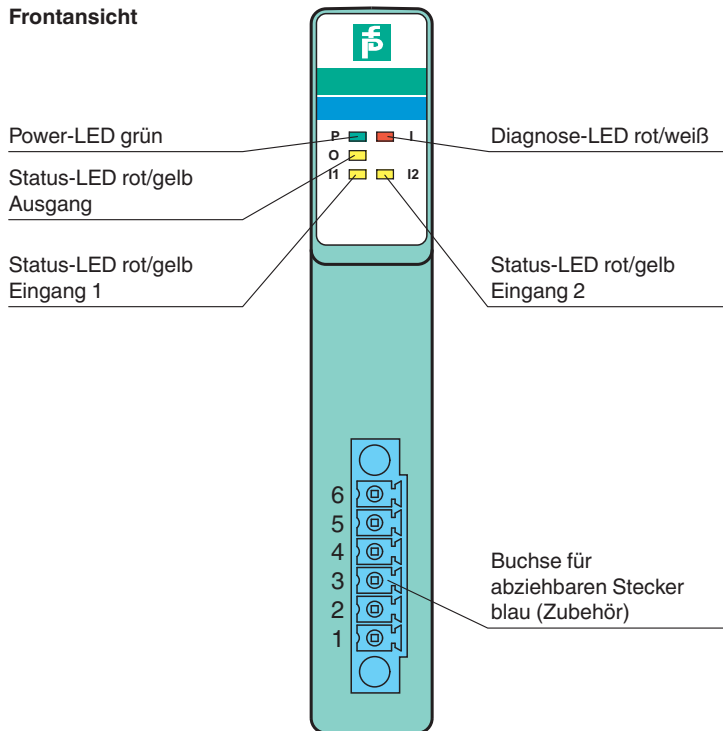 Frontansicht
Power-LED grün
Status-LED rot/gelb
Ausgang
Status-LED rot/gelb
Eingang 1
P
I
O
I1
I2
Diagnose-LED rot/weiß
Status-LED rot/gelb
Eingang 2
6
5
4
3
2
1
Buchse für
abziehbaren Stecker
blau (Zubehör)